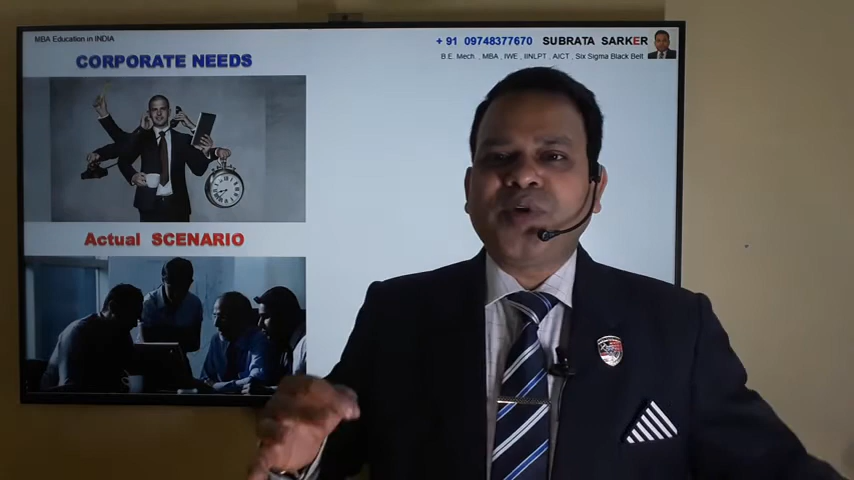 MBA Education in INDIA
+ 91 09748377670 SUBRATA SARKER
B.E. Mech., MBA , IWE , IINLPT , AICT , Six Sigma Black Belt
CORPORATE NEEDS
Actual SCENARIO